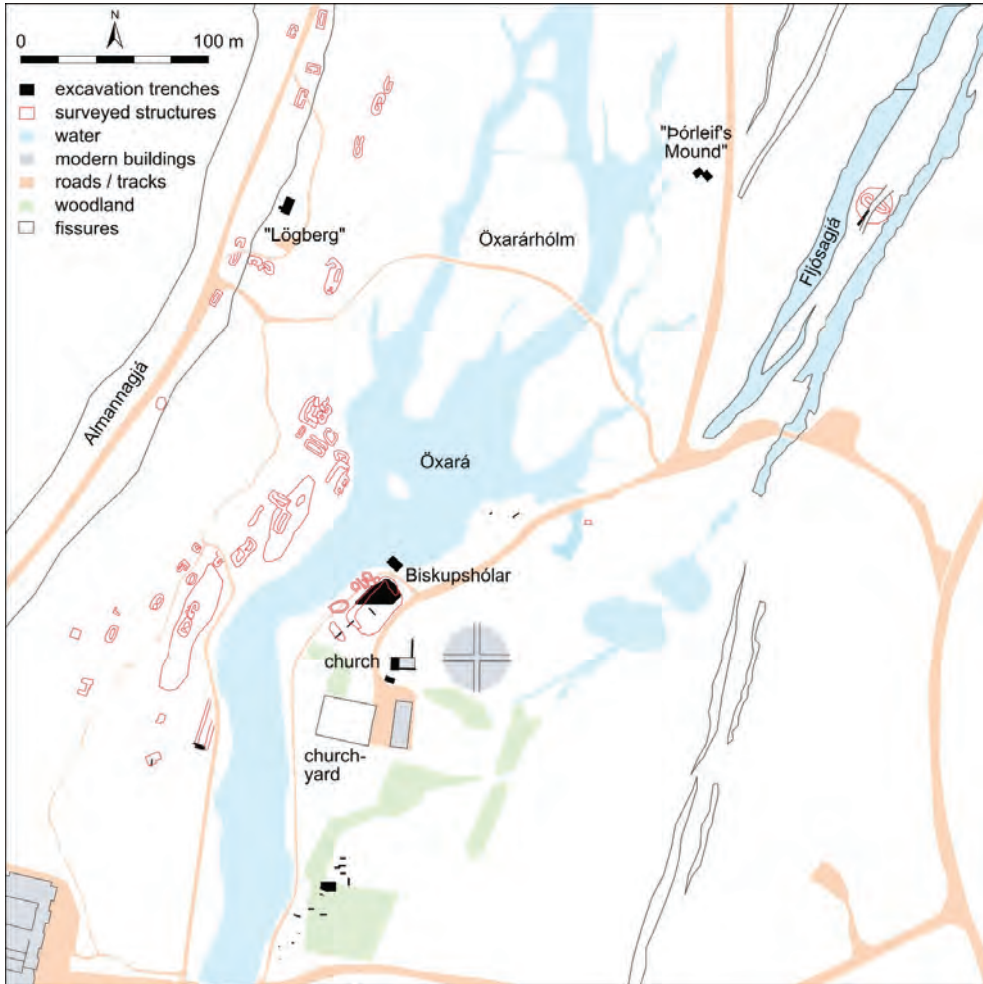 N
0 100 m
excavation trenches
surveyed structures
water
modern buildings
roads / tracks
woodland
fissures
"Þórleif's
Mound"
"Lögberg"
Öxarárhólm
Fljósagjá
Almannagjá
Öxará
Biskupshólar
church
church-
yard